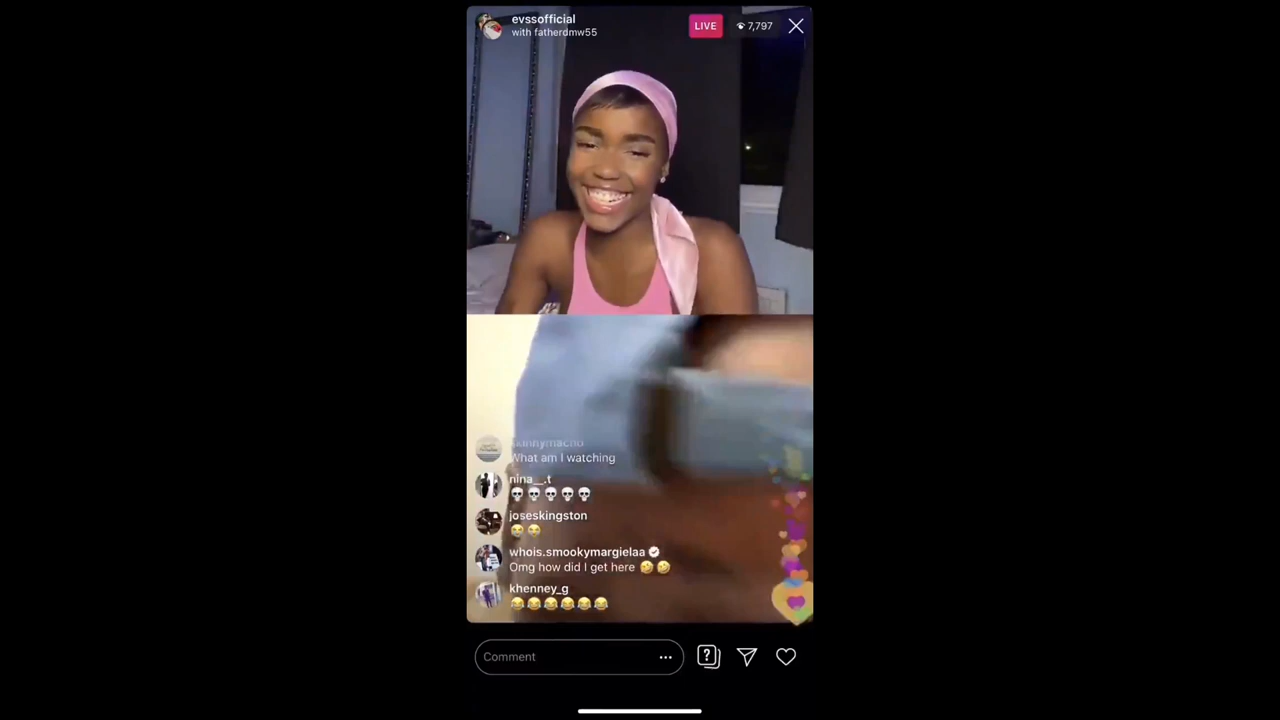 evssofficial
with fatherdmw55
LIVE
7,797
What am I watching
nina__.t
💀💀💀💀💀
joseskingston
😂😂
whois.smookymargielaa
Omg how did I get here 🤣🤣
khenney_g
😂😂😂😂😂😂
Comment
?